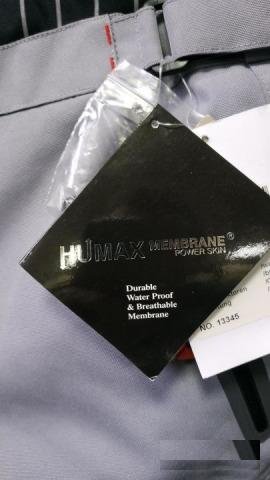 HUMAX MEMBRANE®
POWER SKIN
Durable
Water Proof
& Breathable
Membrane
NO. 13345